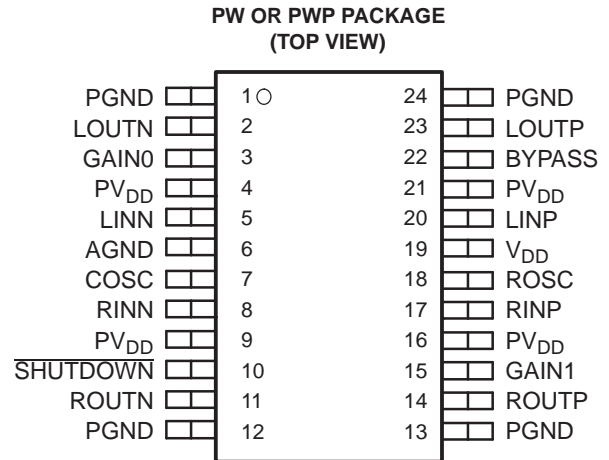 PW OR PWP PACKAGE
(TOP VIEW)
PGND 1 24 PGND
LOUTN 2 23 LOUTP
GAIN0 3 22 BYPASS
PVDD 4 21 PVDD
LINN 5 20 LINP
AGND 6 19 VDD
COSC 7 18 ROSC
RINN 8 17 RINP
PVDD 9 16 PVDD
SHUTDOWN 10 15 GAIN1
ROUTN 11 14 ROUTP
PGND 12 13 PGND